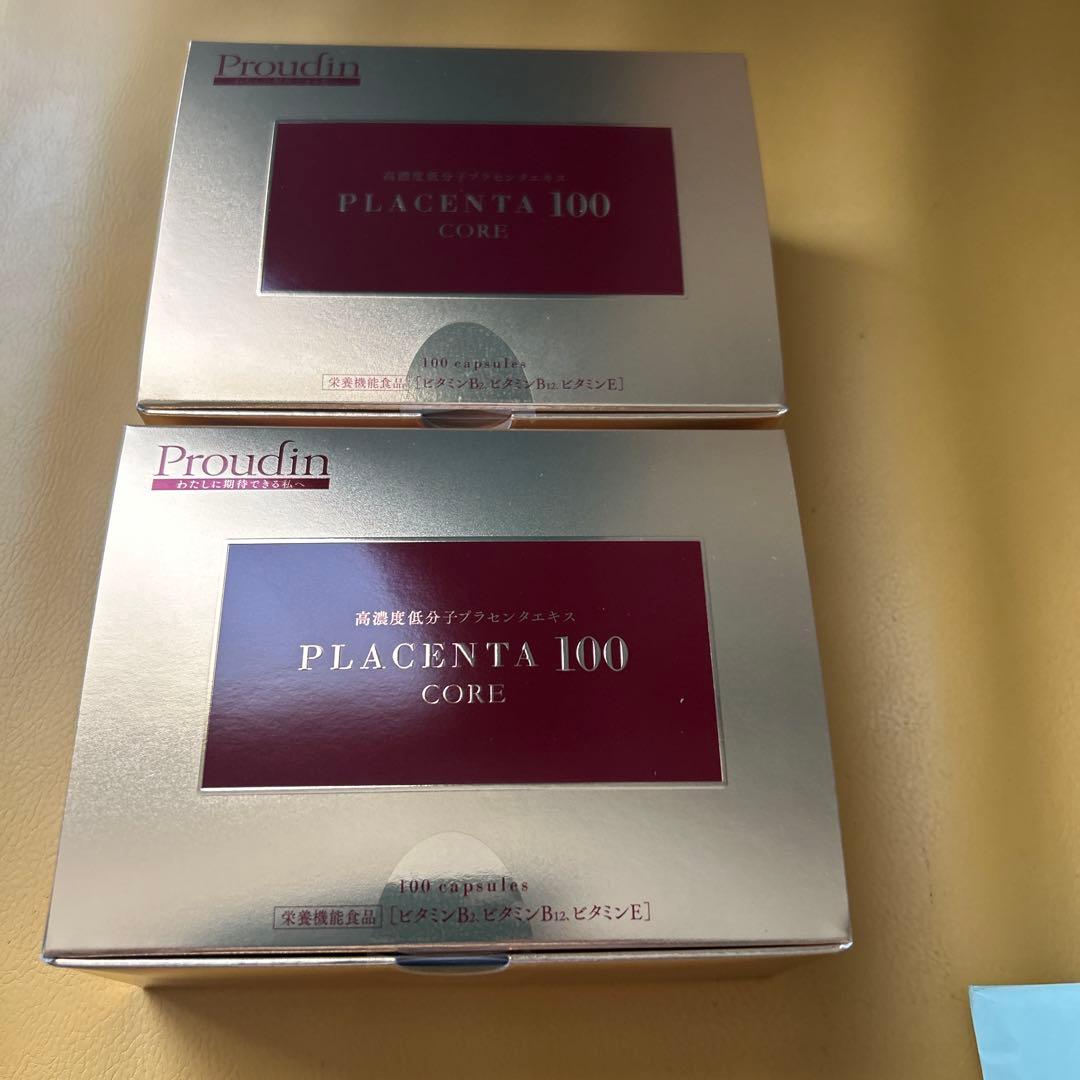 Proudin
高濃度低分子プラセンタエキス
PLACENTA 100
CORE
100 capsules
栄養機能食品 [ビタミンB2、ビタミンB12、ビタミンE]
Proudin
わたしに期待できる私へ
高濃度低分子プラセンタエキス
PLACENTA 100
CORE
100 capsules
栄養機能食品 [ビタミンB2、ビタミンB12、ビタミンE]